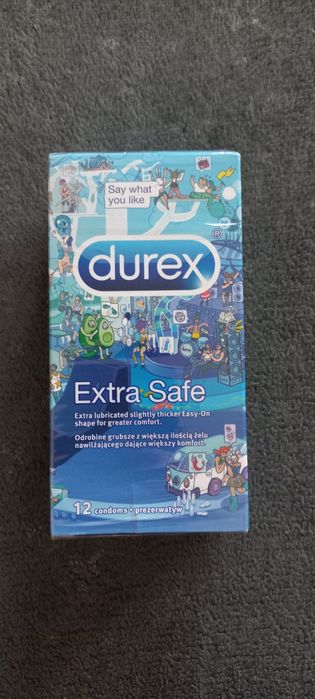 Say what
you like
durex
®
Extra Safe
Extra lubricated slightly thicker Easy-On
shape for greater comfort.
Odrobine grubsze z większą ilością żelu
nawilżającego dające większy komfort.
12 condoms • prezerwatyw